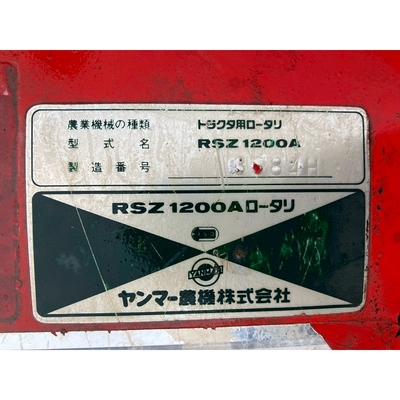 農業機械の種類 トラクタ用ロータリ
型式名 RSZ1200A
製造番号
RSZ1200Aロータリ
YANMAR
ヤンマー農機株式会社